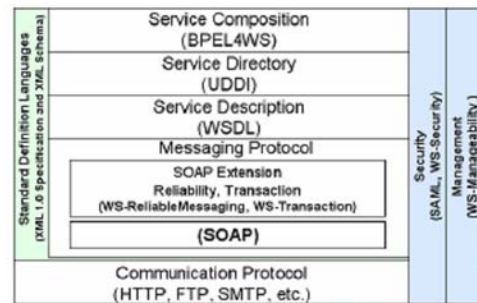 Standard Definition Languages
(XML 1.0 Specification and XML Schema)
Service Composition
(BPEL4WS)
Service Directory
(UDDI)
Service Description
(WSDL)
Messaging Protocol
SOAP Extension
Reliability, Transaction
(WS-ReliableMessaging, WS-Transaction)
(SOAP)
Communication Protocol
(HTTP, FTP, SMTP, etc.)
Security
(SAML, WS-Security)
Management
(WS-Manageability )